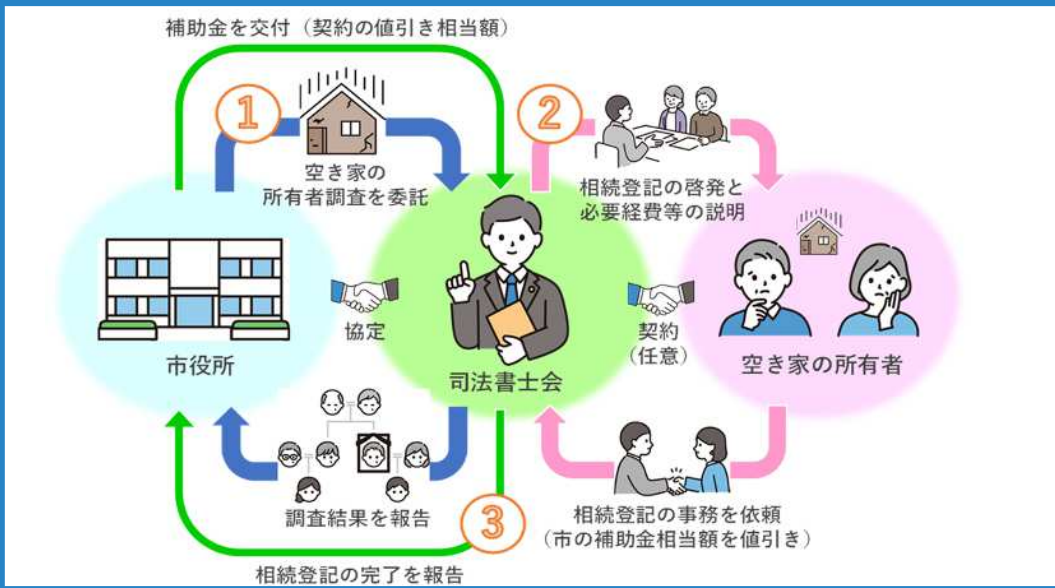 補助金を交付（契約の値引き相当額）
1
空き家の
所有者調査を委託
2
相続登記の啓発と
必要経費等の説明
市役所
協定
司法書士会
契約
（任意）
空き家の所有者
調査結果を報告
3
相続登記の事務を依頼
（市の補助金相当額を値引き）
相続登記の完了を報告